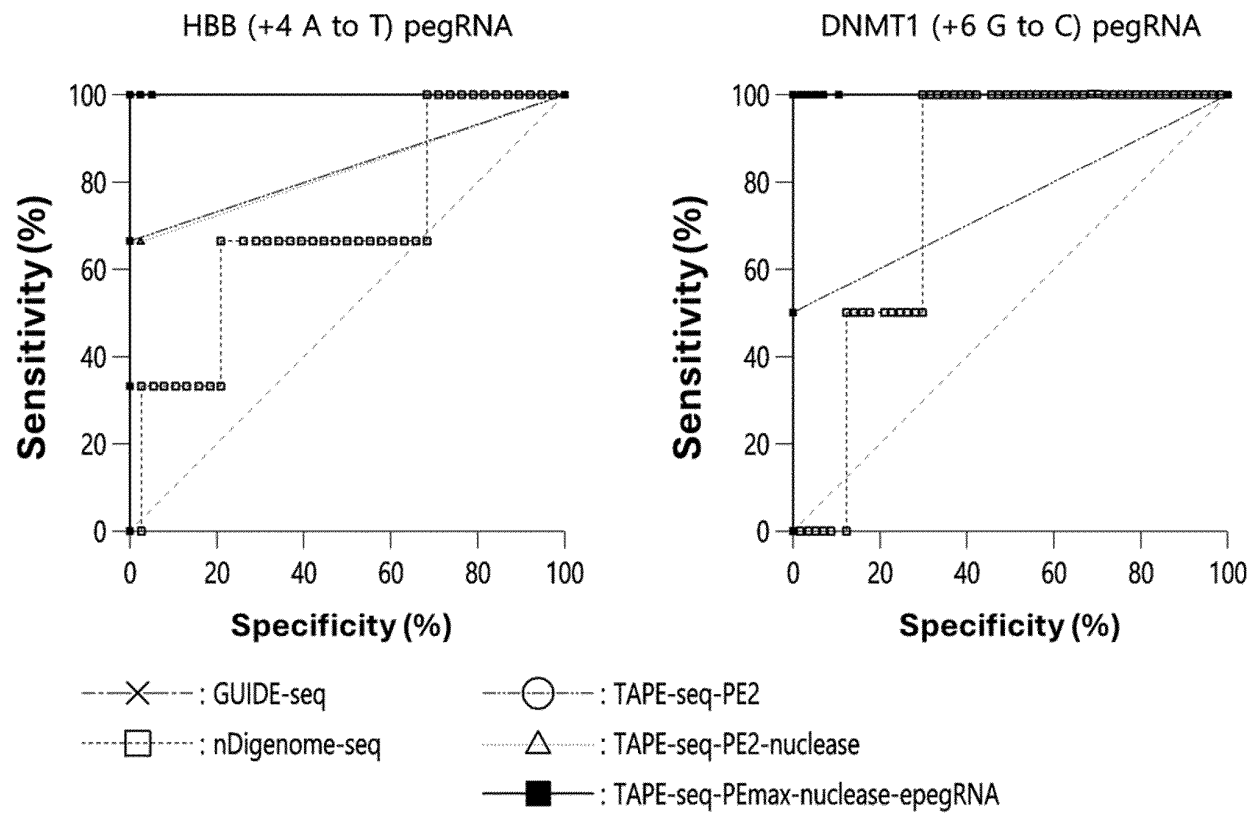 HBB (+4 A to T) pegRNA
Sensitivity (%)
100
80
60
40
20
0
0 20 40 60 80 100
Specificity (%)
DNMT1 (+6 G to C) pegRNA
Sensitivity (%)
100
80
60
40
20
0
0 20 40 60 80 100
Specificity (%)
: GUIDE-seq
: nDigenome-seq
: TAPE-seq-PE2
: TAPE-seq-PE2-nuclease
: TAPE-seq-PEmax-nuclease-epegRNA